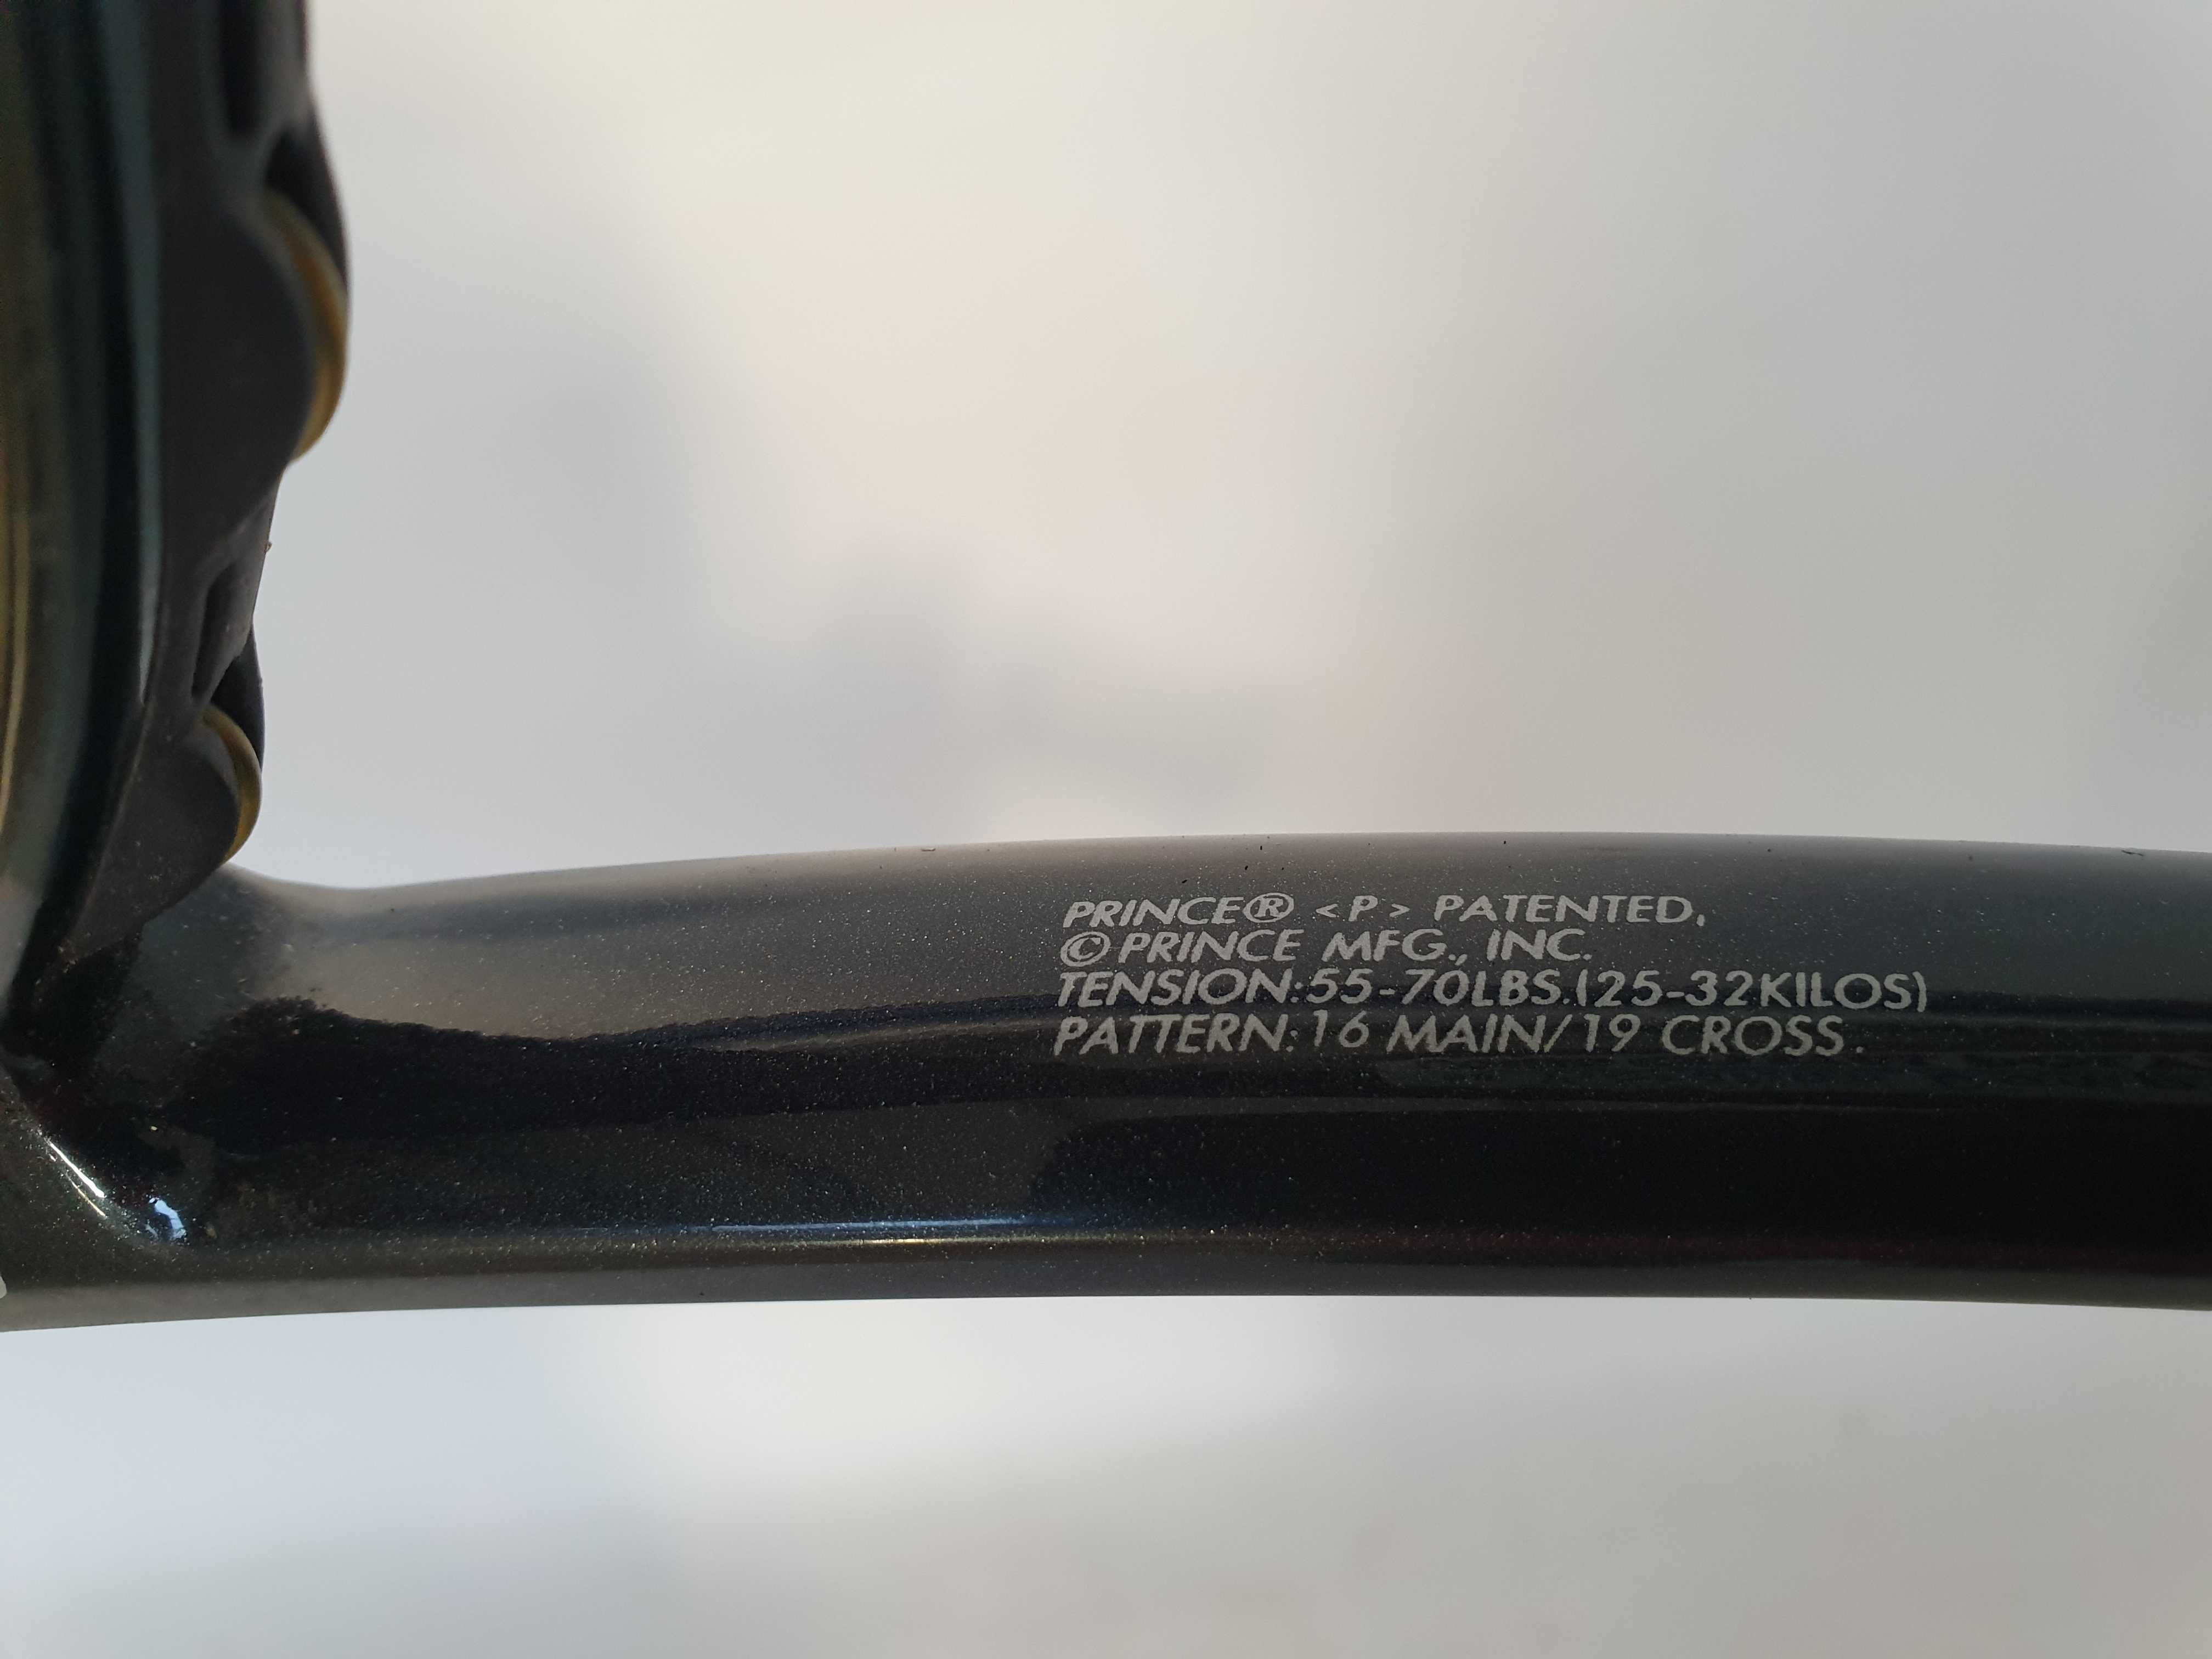 PRINCE® <P> PATENTED,
© PRINCE MFG., INC.
TENSION:55-70LBS.(25-32KILOS)
PATTERN:16 MAIN/19 CROSS.